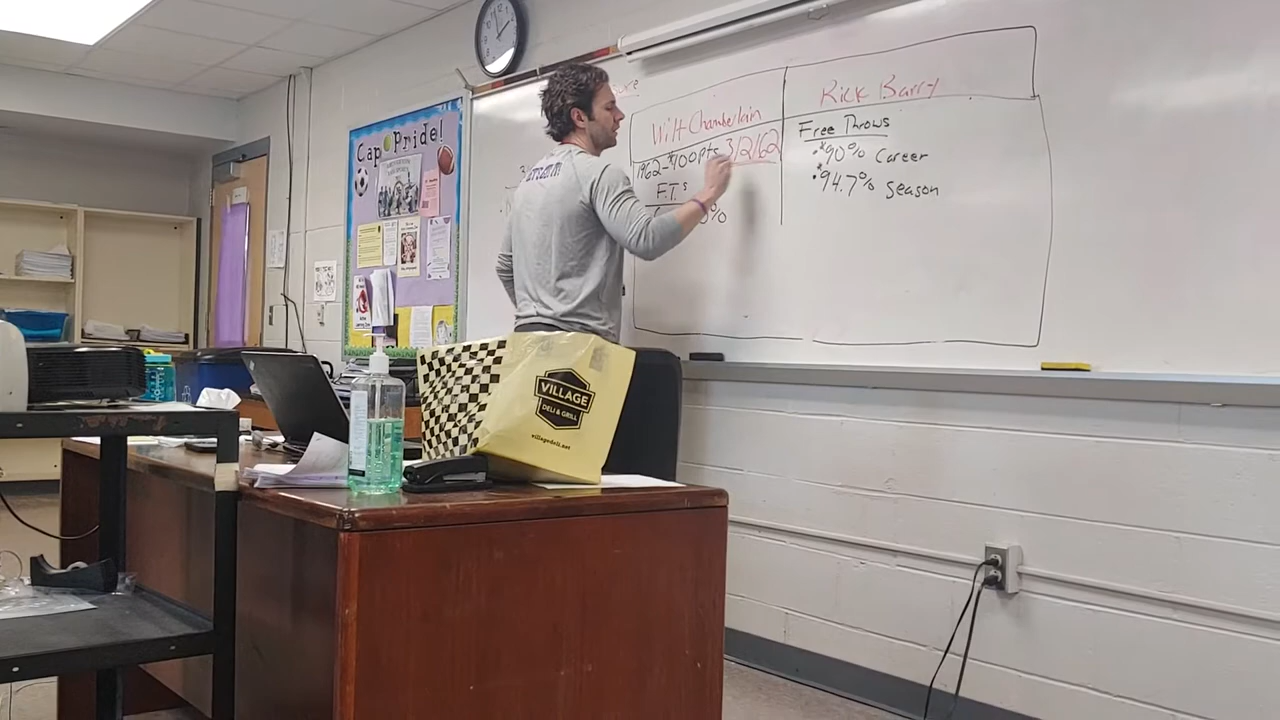 Cap Pride!
Wilt Chamberlain
1962-*100pts 3/2/62
F.T.s
%
Rick Barry
Free Throws
•*90% Career
•*94.7% Season
VILLAGE
DELI & GRILL
villagedeli.net